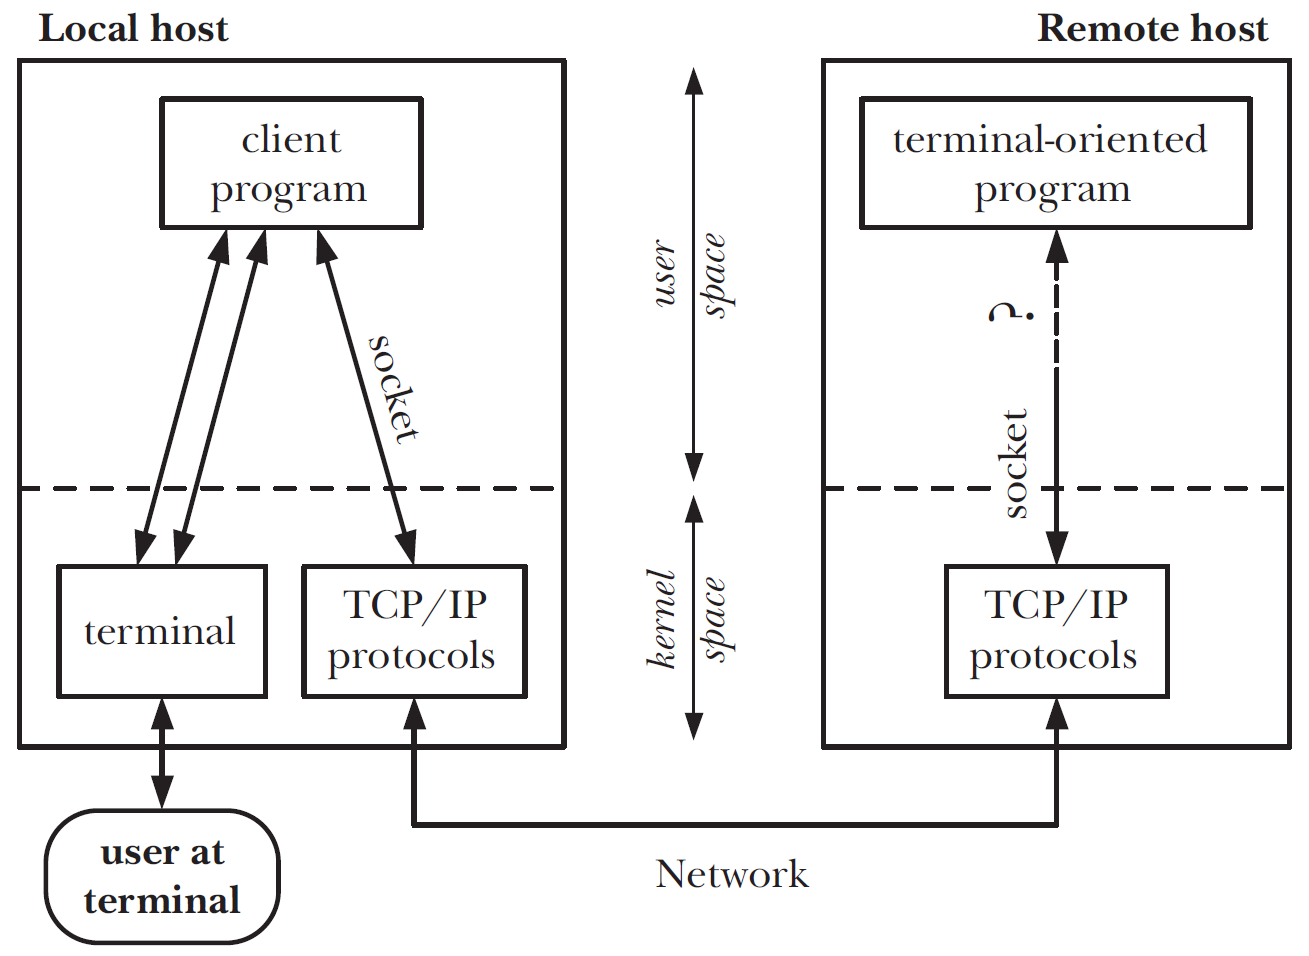 Local host
Remote host
client
program
terminal-oriented
program
user
space
socket
?
socket
kernel
space
terminal
TCP/IP
protocols
TCP/IP
protocols
user at
terminal
Network